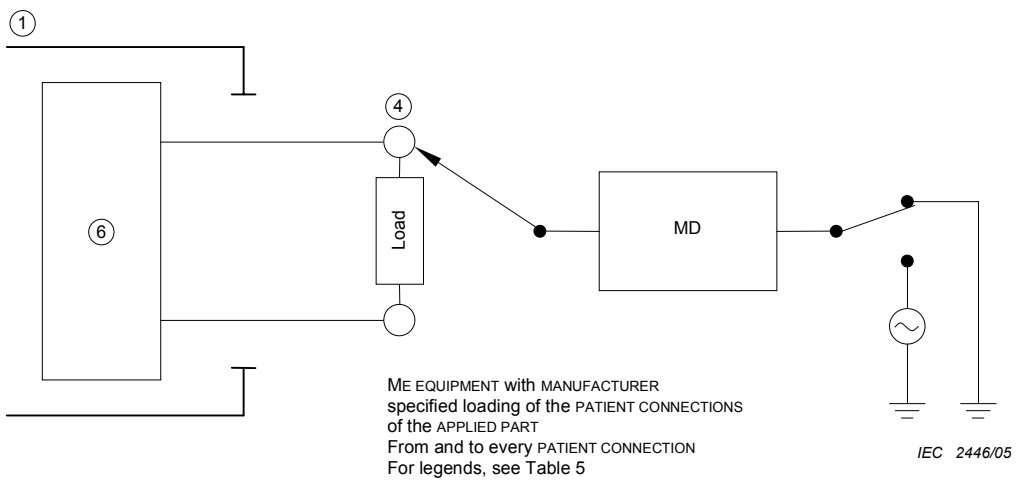 1
4
6
Load
MD
ME EQUIPMENT with MANUFACTURER
specified loading of the PATIENT CONNECTIONS
of the APPLIED PART
From and to every PATIENT CONNECTION
For legends, see Table 5
IEC 2446/05